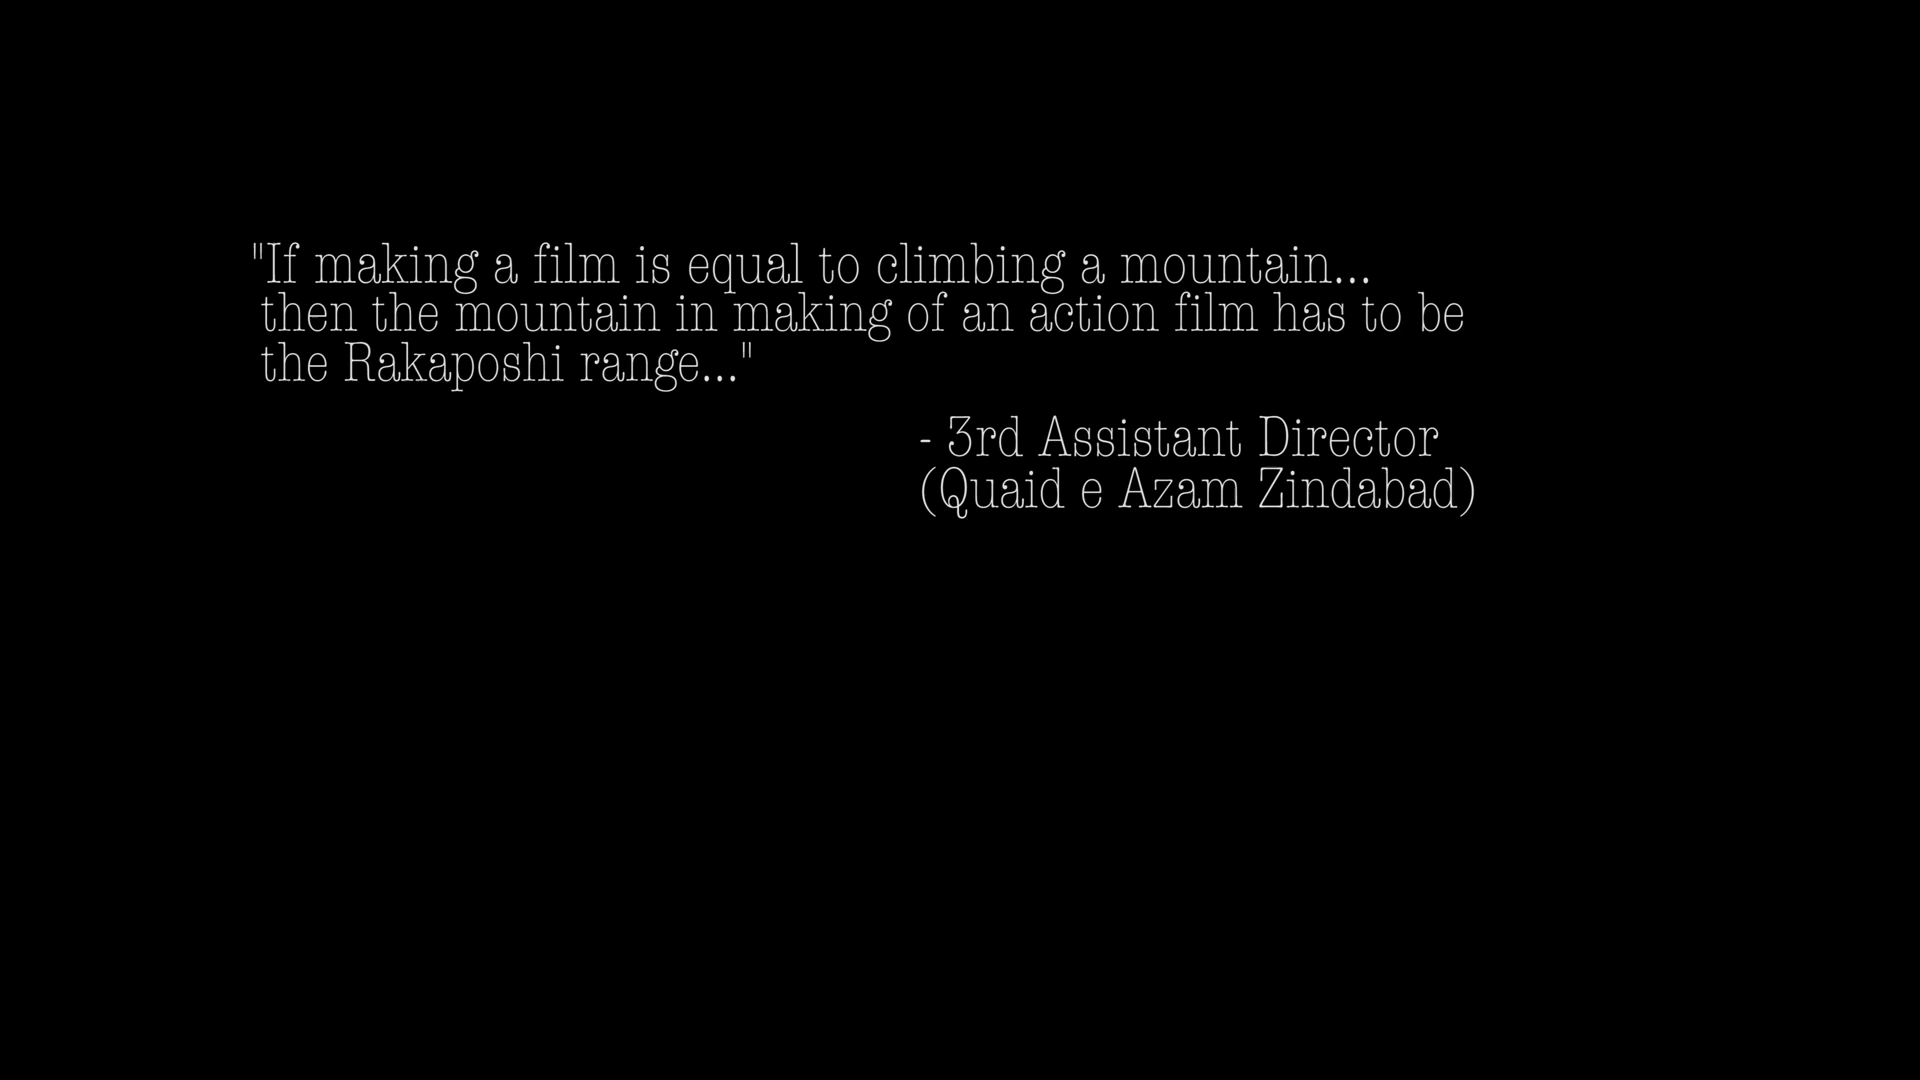 "If making a film is equal to climbing a mountain...
then the mountain in making of an action film has to be
the Rakaposhi range..."
- 3rd Assistant Director
(Quaid e Azam Zindabad)